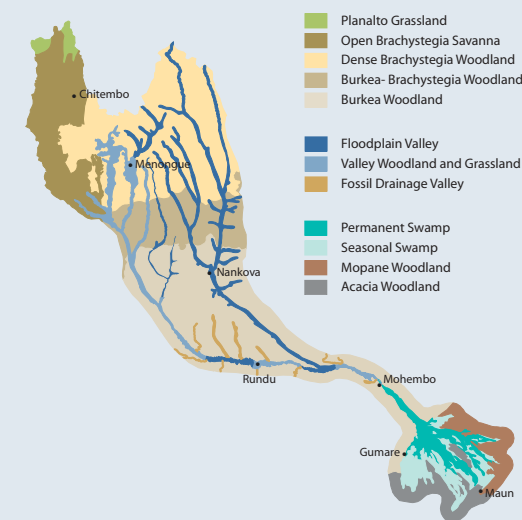 Planalto Grassland
Open Brachystegia Savanna
Dense Brachystegia Woodland
Burkea- Brachystegia Woodland
Burkea Woodland
Floodplain Valley
Valley Woodland and Grassland
Fossil Drainage Valley
Permanent Swamp
Seasonal Swamp
Mopane Woodland
Acacia Woodland
Chitembo
Menongue
Nankova
Rundu
Mohembo
Gumare
Maun